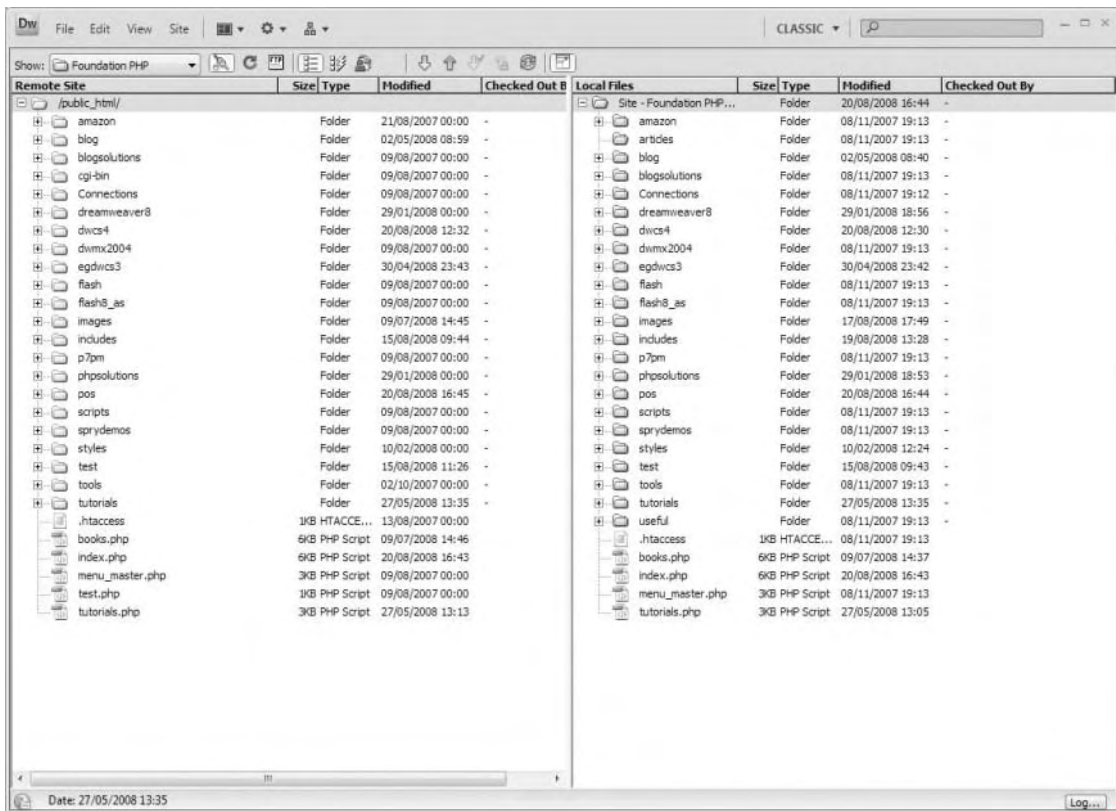 Dw File Edit View Site CLASSIC
Show: Foundation PHP
Remote Site Size Type Modified Checked Out B
/public_html/
amazon Folder 21/08/2007 00:00 -
blog Folder 02/05/2008 08:59 -
blogsolutions Folder 09/08/2007 00:00 -
cgi-bin Folder 09/08/2007 00:00 -
Connections Folder 09/08/2007 00:00 -
dreamweaver8 Folder 29/01/2008 00:00 -
dwcs4 Folder 20/08/2008 12:32 -
dwmx2004 Folder 09/08/2007 00:00 -
egdwcs3 Folder 30/04/2008 23:43 -
flash Folder 09/08/2007 00:00 -
flash8_as Folder 09/08/2007 00:00 -
images Folder 09/07/2008 14:45 -
includes Folder 15/08/2008 09:44 -
p7pm Folder 09/08/2007 00:00 -
phpsolutions Folder 29/01/2008 00:00 -
pos Folder 20/08/2008 16:45 -
scripts Folder 09/08/2007 00:00 -
sprydemos Folder 09/08/2007 00:00 -
styles Folder 10/02/2008 00:00 -
test Folder 15/08/2008 11:26 -
tools Folder 02/10/2007 00:00 -
tutorials Folder 27/05/2008 13:35 -
.htaccess 1KB HTACCE... 13/08/2007 00:00
books.php 6KB PHP Script 09/07/2008 14:46
index.php 6KB PHP Script 20/08/2008 16:43
menu_master.php 3KB PHP Script 09/08/2007 00:00
test.php 1KB PHP Script 09/08/2007 00:00
tutorials.php 3KB PHP Script 27/05/2008 13:13
Local Files Size Type Modified Checked Out By
Site - Foundation PHP... Folder 20/08/2008 16:44 -
amazon Folder 08/11/2007 19:13 -
articles Folder 08/11/2007 19:13 -
blog Folder 02/05/2008 08:40 -
blogsolutions Folder 08/11/2007 19:13 -
Connections Folder 08/11/2007 19:12 -
dreamweaver8 Folder 29/01/2008 18:56 -
dwcs4 Folder 20/08/2008 12:30 -
dwmx2004 Folder 08/11/2007 19:13 -
egdwcs3 Folder 30/04/2008 23:42 -
flash Folder 08/11/2007 19:13 -
flash8_as Folder 08/11/2007 19:13 -
images Folder 17/08/2008 17:49 -
includes Folder 19/08/2008 13:28 -
p7pm Folder 08/11/2007 19:13 -
phpsolutions Folder 29/01/2008 18:53 -
pos Folder 20/08/2008 16:44 -
scripts Folder 08/11/2007 19:13 -
sprydemos Folder 08/11/2007 19:13 -
styles Folder 10/02/2008 12:24 -
test Folder 15/08/2008 09:43 -
tools Folder 08/11/2007 19:13 -
tutorials Folder 27/05/2008 13:35 -
useful Folder 08/11/2007 19:13 -
.htaccess 1KB HTACCE... 08/11/2007 19:13
books.php 6KB PHP Script 09/07/2008 14:37
index.php 6KB PHP Script 20/08/2008 16:43
menu_master.php 3KB PHP Script 08/11/2007 19:13
tutorials.php 3KB PHP Script 27/05/2008 13:05
Date: 27/05/2008 13:35 Log...